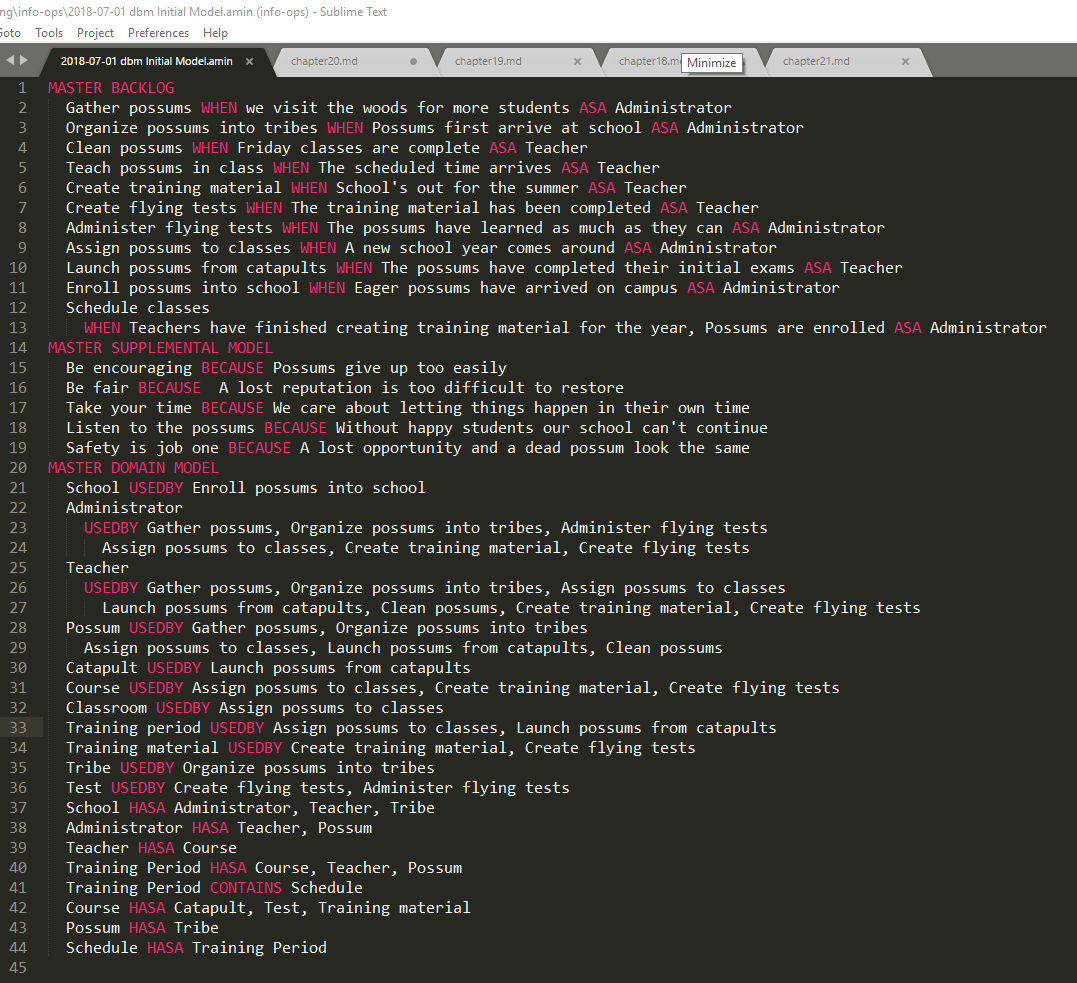 ng\info-ops\2018-07-01 dbm Initial Model.amin (info-ops) - Sublime Text
Goto Tools Project Preferences Help
2018-07-01 dbm Initial Model.amin × chapter20.md chapter19.md × chapter18.m Minimize chapter21.md ×
1 MASTER BACKLOG
2 Gather possums WHEN we visit the woods for more students ASA Administrator
3 Organize possums into tribes WHEN Possums first arrive at school ASA Administrator
4 Clean possums WHEN Friday classes are complete ASA Teacher
5 Teach possums in class WHEN The scheduled time arrives ASA Teacher
6 Create training material WHEN School's out for the summer ASA Teacher
7 Create flying tests WHEN The training material has been completed ASA Teacher
8 Administer flying tests WHEN The possums have learned as much as they can ASA Administrator
9 Assign possums to classes WHEN A new school year comes around ASA Administrator
10 Launch possums from catapults WHEN The possums have completed their initial exams ASA Teacher
11 Enroll possums into school WHEN Eager possums have arrived on campus ASA Administrator
12 Schedule classes
13 WHEN Teachers have finished creating training material for the year, Possums are enrolled ASA Administrator
14 MASTER SUPPLEMENTAL MODEL
15 Be encouraging BECAUSE Possums give up too easily
16 Be fair BECAUSE  A lost reputation is too difficult to restore
17 Take your time BECAUSE We care about letting things happen in their own time
18 Listen to the possums BECAUSE Without happy students our school can't continue
19 Safety is job one BECAUSE A lost opportunity and a dead possum look the same
20 MASTER DOMAIN MODEL
21 School USEDBY Enroll possums into school
22 Administrator
23 USEDBY Gather possums, Organize possums into tribes, Administer flying tests
24 Assign possums to classes, Create training material, Create flying tests
25 Teacher
26 USEDBY Gather possums, Organize possums into tribes, Assign possums to classes
27 Launch possums from catapults, Clean possums, Create training material, Create flying tests
28 Possum USEDBY Gather possums, Organize possums into tribes
29 Assign possums to classes, Launch possums from catapults, Clean possums
30 Catapult USEDBY Launch possums from catapults
31 Course USEDBY Assign possums to classes, Create training material, Create flying tests
32 Classroom USEDBY Assign possums to classes
33 Training period USEDBY Assign possums to classes, Launch possums from catapults
34 Training material USEDBY Create training material, Create flying tests
35 Tribe USEDBY Organize possums into tribes
36 Test USEDBY Create flying tests, Administer flying tests
37 School HASA Administrator, Teacher, Tribe
38 Administrator HASA Teacher, Possum
39 Teacher HASA Course
40 Training Period HASA Course, Teacher, Possum
41 Training Period CONTAINS Schedule
42 Course HASA Catapult, Test, Training material
43 Possum HASA Tribe
44 Schedule HASA Training Period
45